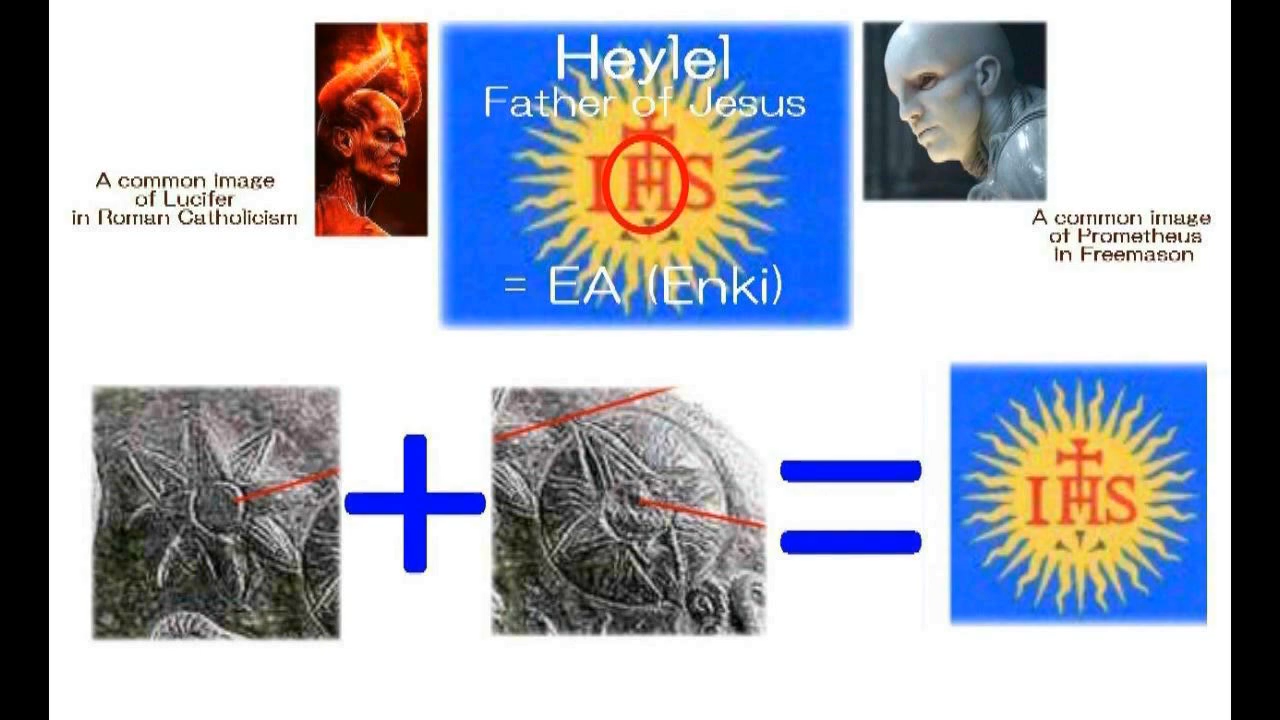 Heylel
Father of Jesus
IHS
= EA (Enki)
A common image
of Lucifer
in Roman Catholicism
A common image
of Prometheus
in Freemason
IHS